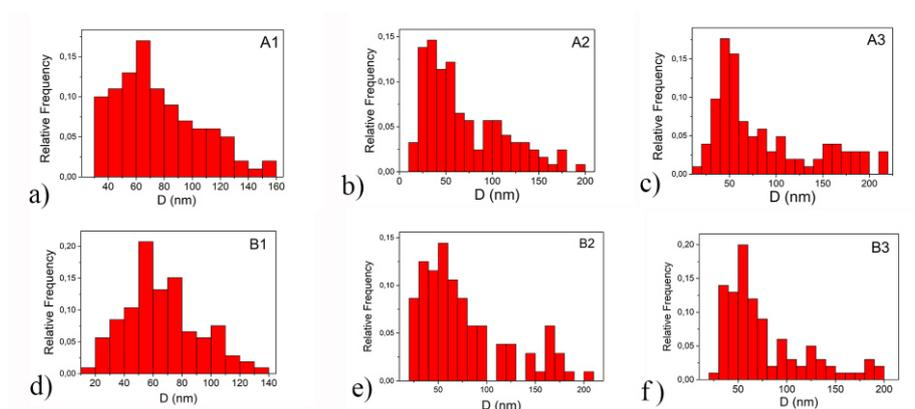 a)
A1
0,15
0,10
0,05
0,00
Relative Frequency
40 60 80 100 120 140 160
D (nm)
b)
A2
0,15
0,10
0,05
0,00
Relative Frequency
0 50 100 150 200
D (nm)
c)
A3
0,15
0,10
0,05
0,00
Relative Frequency
50 100 150 200
D (nm)
d)
B1
0,20
0,15
0,10
0,05
0,00
Relative Frequency
20 40 60 80 100 120 140
D (nm)
e)
B2
0,15
0,10
0,05
0,00
Relative Frequency
50 100 150 200
D (nm)
f)
B3
0,20
0,15
0,10
0,05
0,00
Relative Frequency
50 100 150 200
D (nm)